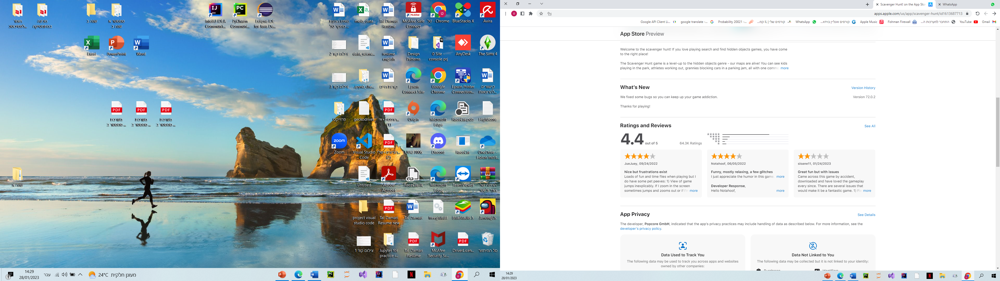 חומר
לפסיכומט...
מכינה
במתמטיקה
שנה ב
סמסטר א
שנה ב
IntelliJ IDEA
Communi...
PyCharm
Communi...
Eclipse IDE
for Java De...
טופס הצעת
מחקר טל ...
melb_data
Tal Damari
Resume
McAfee Safe
Connect
טל - Chrome
BlueStacks X
Avira
Excel
PowerPoint
Word
צילום קוד 2
data_scienc...
resume
english
Design
Patterns
0 Site -
console prj
AnyDesk
The Sims 4
צילום קוד 3
.ipynb_che...
קורות חיים
Epson
Connect Site
Google
Chrome
Epson Printer
Connection...
קישורים
להרצאות...
מערכת
סמסטר ב ...
מערכת
סמסטר ב ...
מערכת
סמסטר ב ...
פרוייקט
geckodriver
(1)
Origin
Microsoft
Edge
RaceCar.pdb
HighScore
Zoom
Visual Studio
Code
(2)
UVKF7006
Discord
RaceCar
OneDrive -
Holon Instit...
שנה א
Untitled
Adobe
Acrobat
RaceCar.ilk
Microsoft
Edge
TeamViewer
החינה של
הדר וליאור
project visual
studio code
Tal Damari
Resume new
Tal Damari
freeglut.dll
BlueStacks 5
AmongUs
צילום קוד 1
Jupyter for
practice i...
Tal Damari
Resume
McAfee
Security Sc...
DriverLicen...
סל המיחזור
14:29
28/01/2023
עבר
24°C מעונן חלקית
Scavenger Hunt! on the App Sto
WhatsApp
apps.apple.com/us/app/scavenger-hunt/id1613687713
Google API Client Li...
google translate -...
Probability 20021 -...
קורסים שלי | IL קמ...
WhatsApp
קורסים אונליין בוידא...
Apple Music
Fishman Firewall
התחבר למערכות ה...
YouTube
Gmail
App Store Preview
Welcome to the scavenger hunt! If you love playing search and find hidden objects games, you have come
to the right place!
The Scavenger Hunt game is a level-up to the hidden objects genre - our maps are alive! You can see kids
playing in the park, athletes working out, grannies blocking cars in a parking jam, all with one commo more
What's New
Version History
We fixed some bugs so you can keep up your game addiction.
Version 72.0.2
Thanks for playing!
Ratings and Reviews
See All
4.4 out of 5
64.3K Ratings
JueJuey, 09/24/2022
Nice but frustrations exist
Loads of fun and time flies when playing but I
do have some pet peeves: 1) View of game
jumps inexplicably. If I zoom in the screen
sometimes jumps and zooms out or if I'm more
Notahoof, 06/05/2022
Funny, mostly relaxing, a few glitches
I just appreciate the humor in this game. more
Developer Response,
Hello Notahoof, more
sloane11, 01/24/2023
Great fun but with issues
Came across this game by accident,
downloaded and have loved the gameplay
every since. There are several issues that
would make it be a fantastic game. 1) Fix more
App Privacy
See Details
The developer, Popcore GmbH, indicated that the app's privacy practices may include handling of data as described below. For more information, see the
developer's privacy policy.
Data Used to Track You
The following data may be used to track you across apps and websites
owned by other companies:
Purchases
Data Not Linked to You
The following data may be collected but it is not linked to your identity:
Identifiers
14:29
28/01/2023